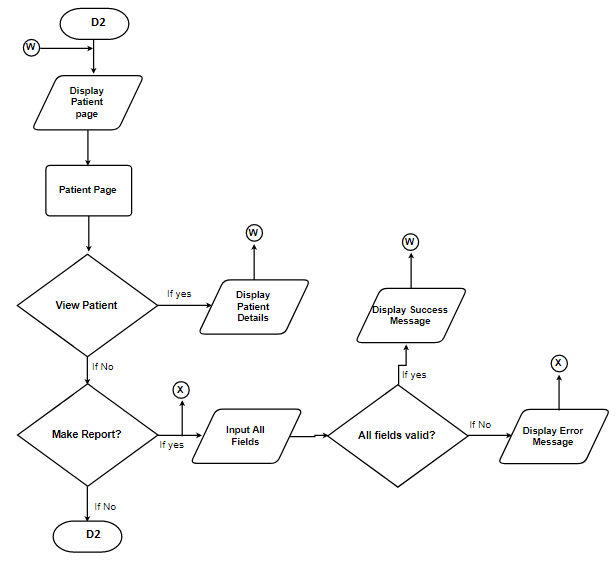 D2
W
Display
Patient
page
Patient Page
W
W
View Patient
If yes
Display
Patient
Details
Display Success
Message
If No
X
If yes
X
Make Report?
If yes
Input All
Fields
All fields valid?
If No
Display Error
Message
If No
D2